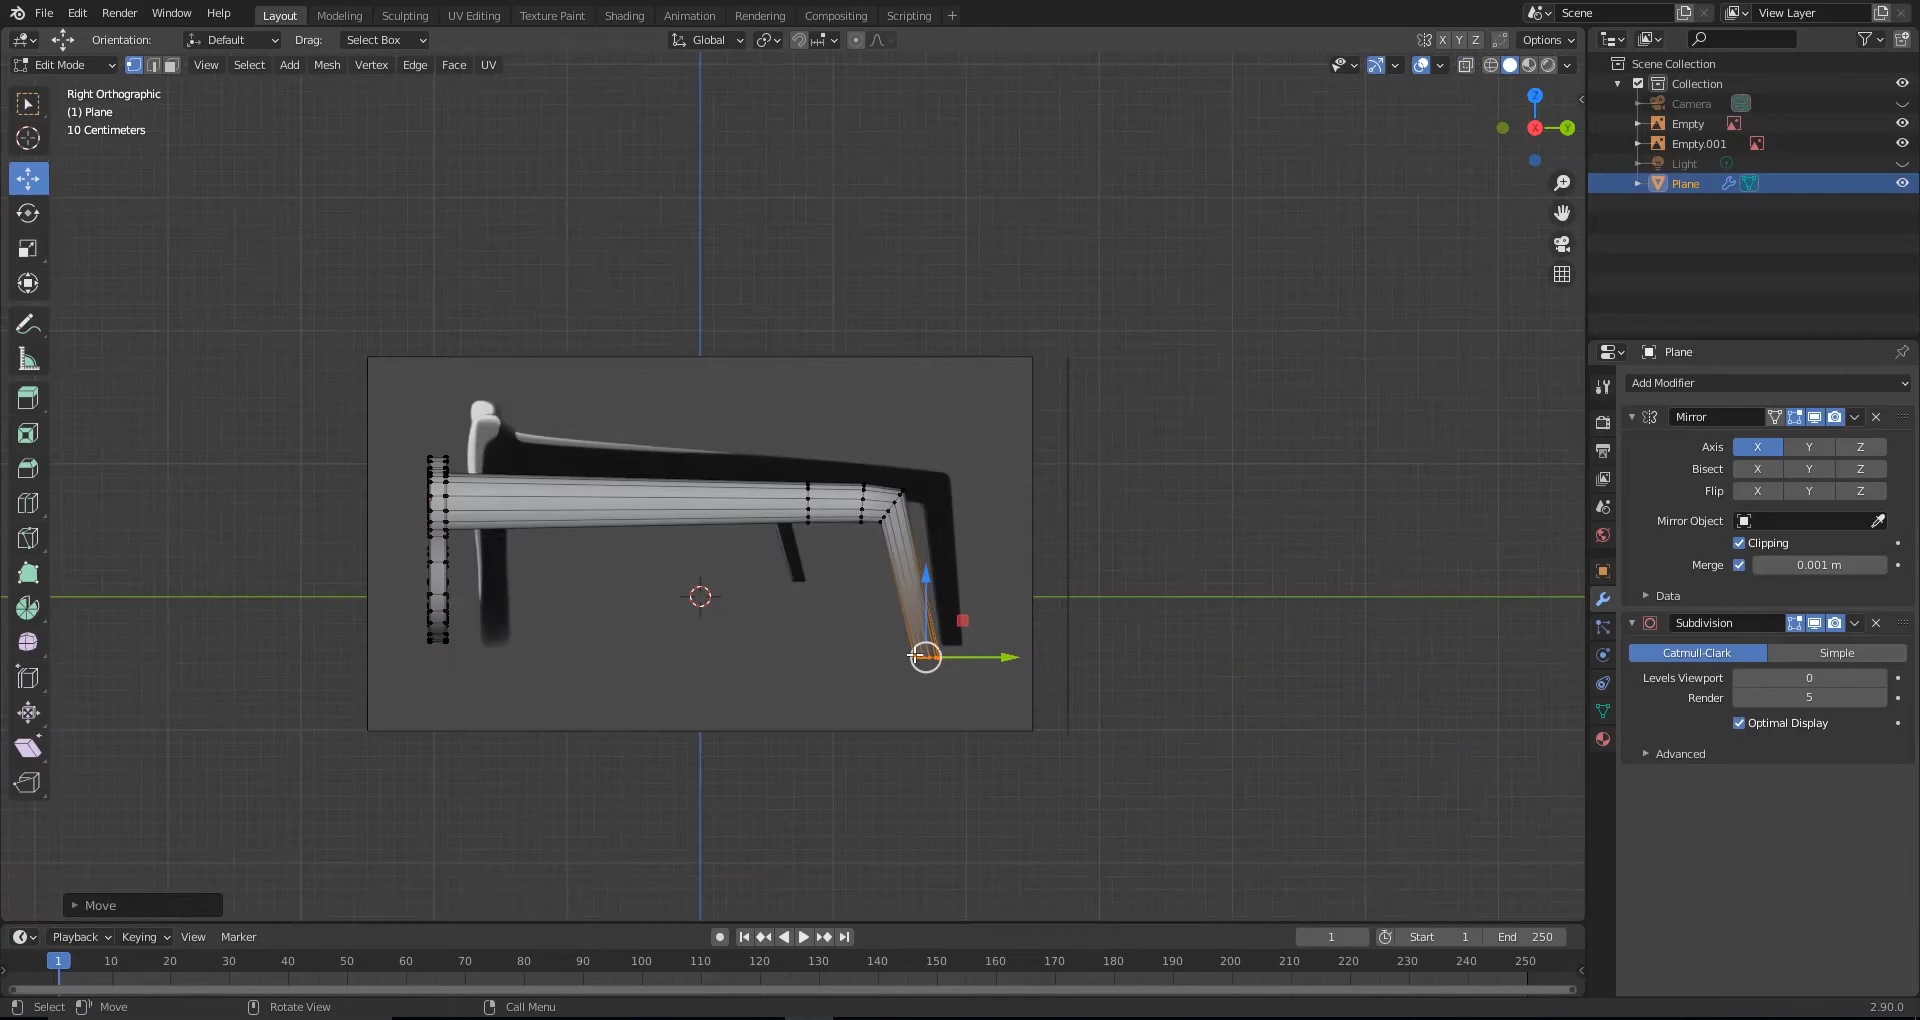 File Edit Render Window Help
Layout Modeling Sculpting UV Editing Texture Paint Shading Animation Rendering Compositing Scripting +
Scene
View Layer
Orientation: Default Drag: Select Box
Global
X Y Z Options
Edit Mode View Select Add Mesh Vertex Edge Face UV
Right Orthographic
(1) Plane
10 Centimeters
Z
X
Y
Scene Collection
Collection
Camera
Empty
Empty.001
Light
Plane
Plane
Add Modifier
Mirror
Axis X Y Z
Bisect X Y Z
Flip X Y Z
Mirror Object
Clipping
Merge 0.001 m
Data
Subdivision
Catmull-Clark Simple
Levels Viewport 0
Render 5
Optimal Display
Advanced
Move
Playback Keying View Marker
1 Start 1 End 250
1 10 20 30 40 50 60 70 80 90 100 110 120 130 140 150 160 170 180 190 200 210 220 230 240 250
Select Move Rotate View Call Menu 2.90.0